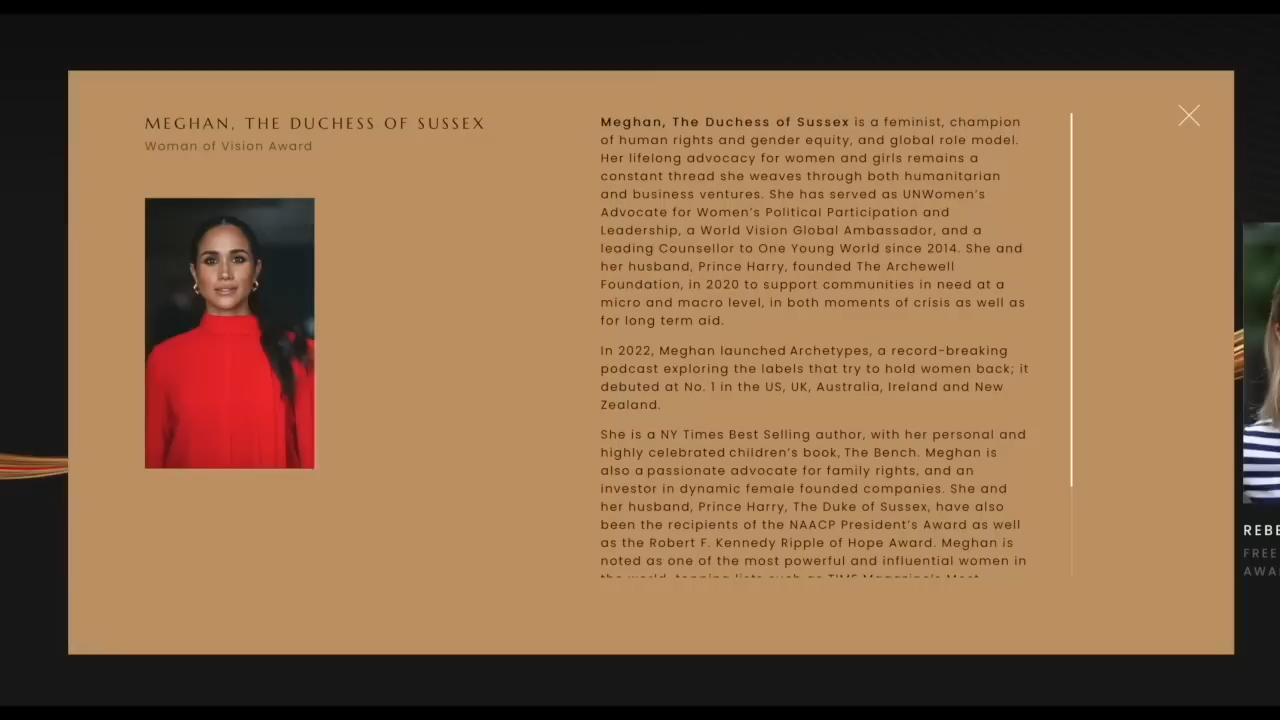 MEGHAN, THE DUCHESS OF SUSSEX
Woman of Vision Award
Meghan, The Duchess of Sussex is a feminist, champion
of human rights and gender equity, and global role model.
Her lifelong advocacy for women and girls remains a
constant thread she weaves through both humanitarian
and business ventures. She has served as UNWomen's
Advocate for Women's Political Participation and
Leadership, a World Vision Global Ambassador, and a
leading Counsellor to One Young World since 2014. She and
her husband, Prince Harry, founded The Archewell
Foundation, in 2020 to support communities in need at a
micro and macro level, in both moments of crisis as well as
for long term aid.
In 2022, Meghan launched Archetypes, a record-breaking
podcast exploring the labels that try to hold women back; it
debuted at No. 1 in the US, UK, Australia, Ireland and New
Zealand.
She is a NY Times Best Selling author, with her personal and
highly celebrated children's book, The Bench. Meghan is
also a passionate advocate for family rights, and an
investor in dynamic female founded companies. She and
her husband, Prince Harry, The Duke of Sussex, have also
been the recipients of the NAACP President's Award as well
as the Robert F. Kennedy Ripple of Hope Award. Meghan is
noted as one of the most powerful and influential women in
the world, topping lists such as TIME Magazine's Most
REBE
FREE
AWA